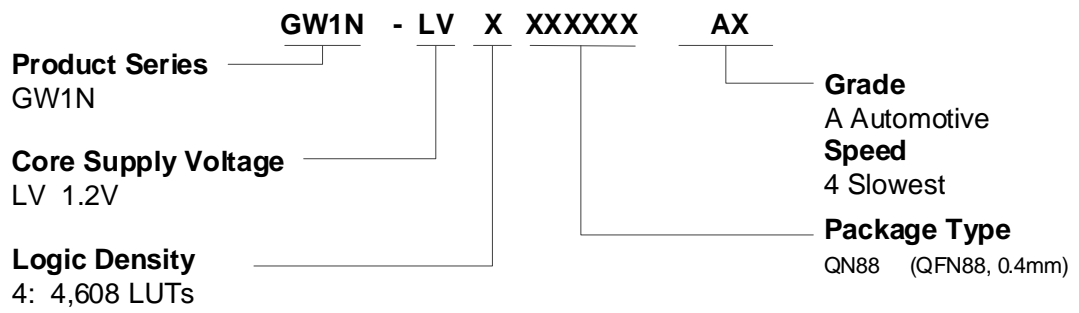 GW1N - LV X XXXXXX AX
Product Series
GW1N
Core Supply Voltage
LV 1.2V
Logic Density
4: 4,608 LUTs
Grade
A Automotive
Speed
4 Slowest
Package Type
QN88 (QFN88, 0.4mm)